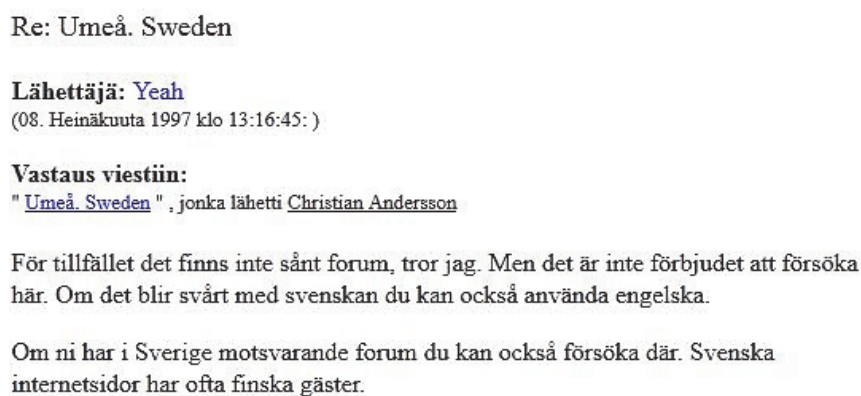 Re: Umeå. Sweden
Lähettäjä: Yeah
(08. Heinäkuuta 1997 klo 13:16:45: )
Vastaus viestiin:
" Umeå. Sweden " , jonka lähetti Christian Andersson
För tillfället det finns inte sånt forum, tror jag. Men det är inte förbjudet att försöka
här. Om det blir svårt med svenskan du kan också använda engelska.
Om ni har i Sverige motsvarande forum du kan också försöka där. Svenska
internetsidor har ofta finska gäster.